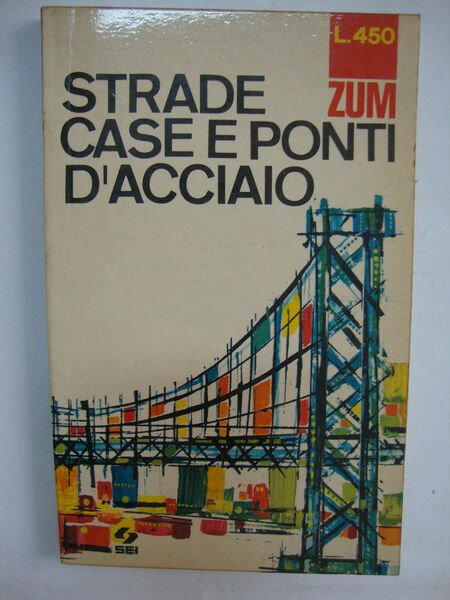 L.450
ZUM
STRADE
CASE E PONTI
D'ACCIAIO
SEI